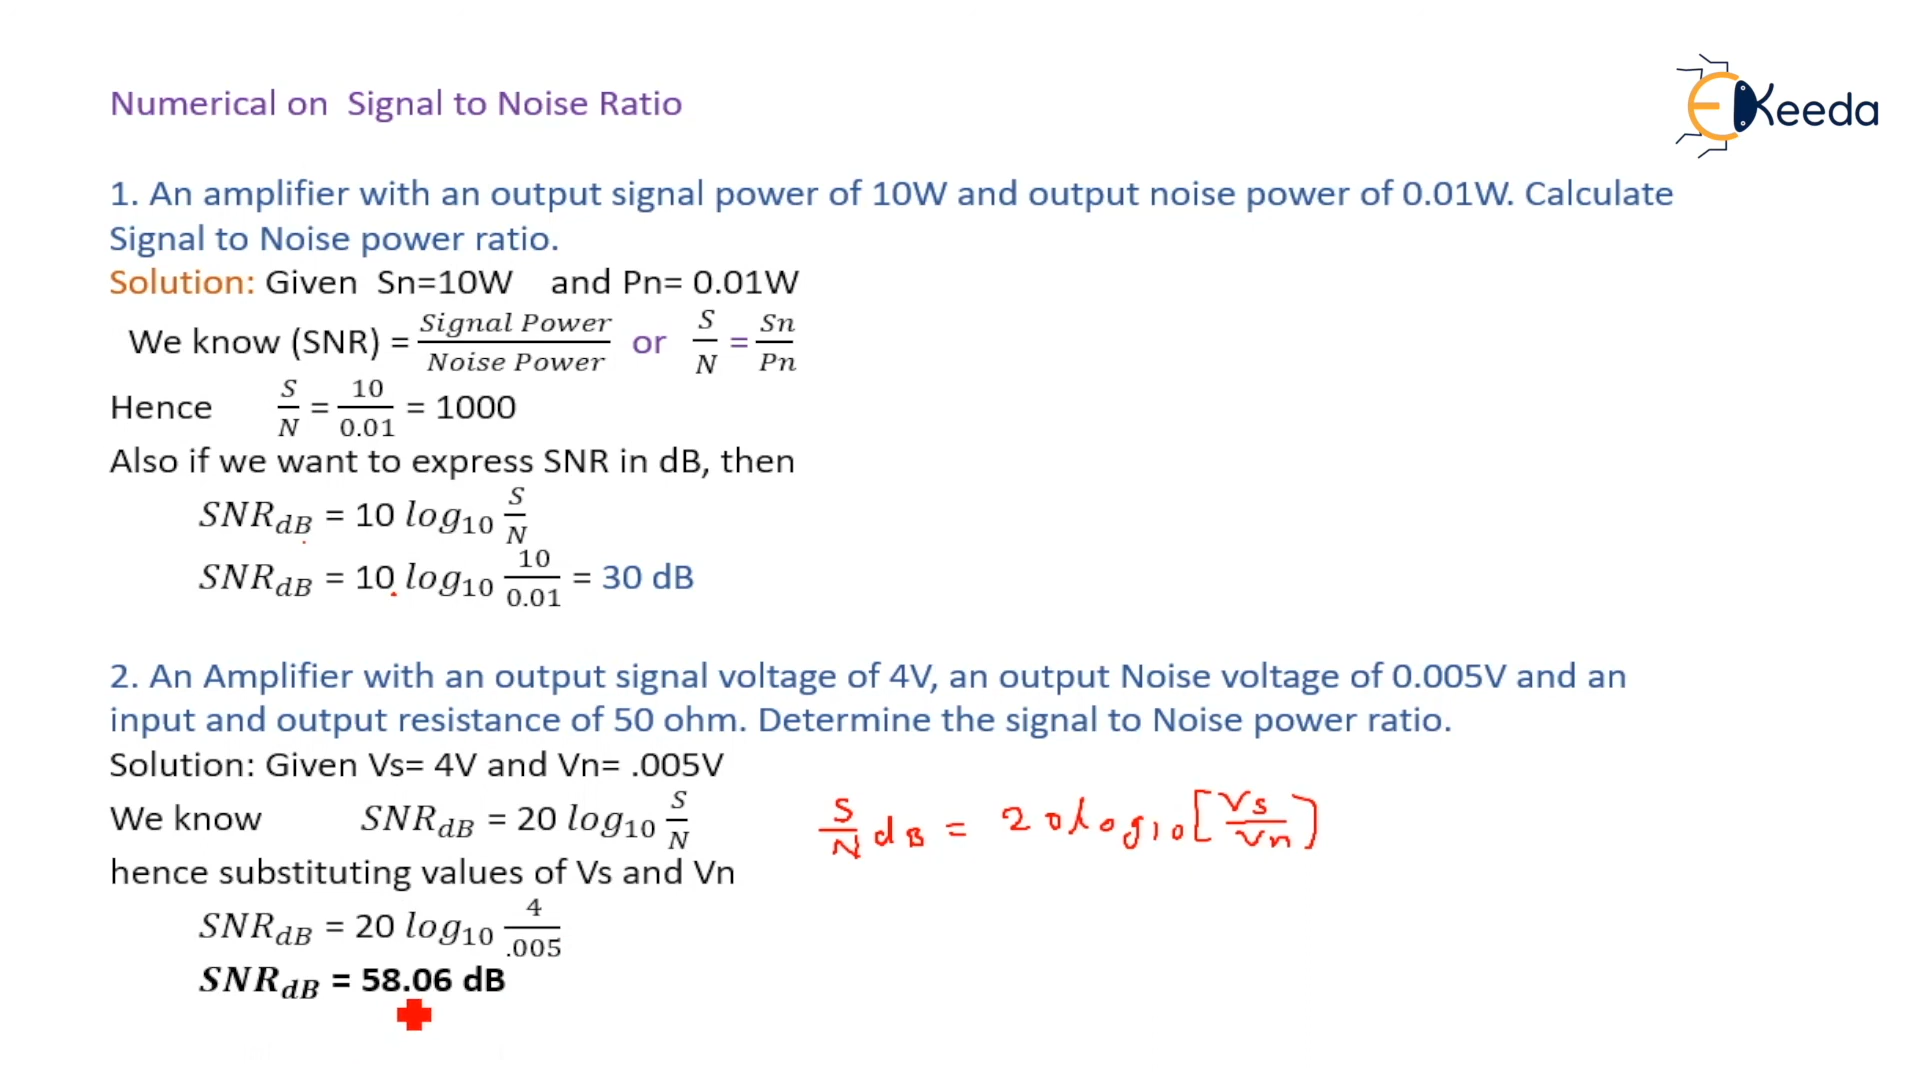 Numerical on Signal to Noise Ratio
EKeeda
1. An amplifier with an output signal power of 10W and output noise power of 0.01W. Calculate
Signal to Noise power ratio.
Solution: Given Sn=10W and Pn= 0.01W
We know (SNR) = Signal Power / Noise Power or S/N = Sn/Pn
Hence S/N = 10/0.01 = 1000
Also if we want to express SNR in dB, then
SNR_dB = 10 log₁₀ S/N
SNR_dB = 10 log₁₀ 10/0.01 = 30 dB
2. An Amplifier with an output signal voltage of 4V, an output Noise voltage of 0.005V and an
input and output resistance of 50 ohm. Determine the signal to Noise power ratio.
Solution: Given Vs= 4V and Vn= .005V
We know SNR_dB = 20 log₁₀ S/N
S/N dB = 20log₁₀[Vs/Vn]
hence substituting values of Vs and Vn
SNR_dB = 20 log₁₀ 4/.005
SNR_dB = 58.06 dB